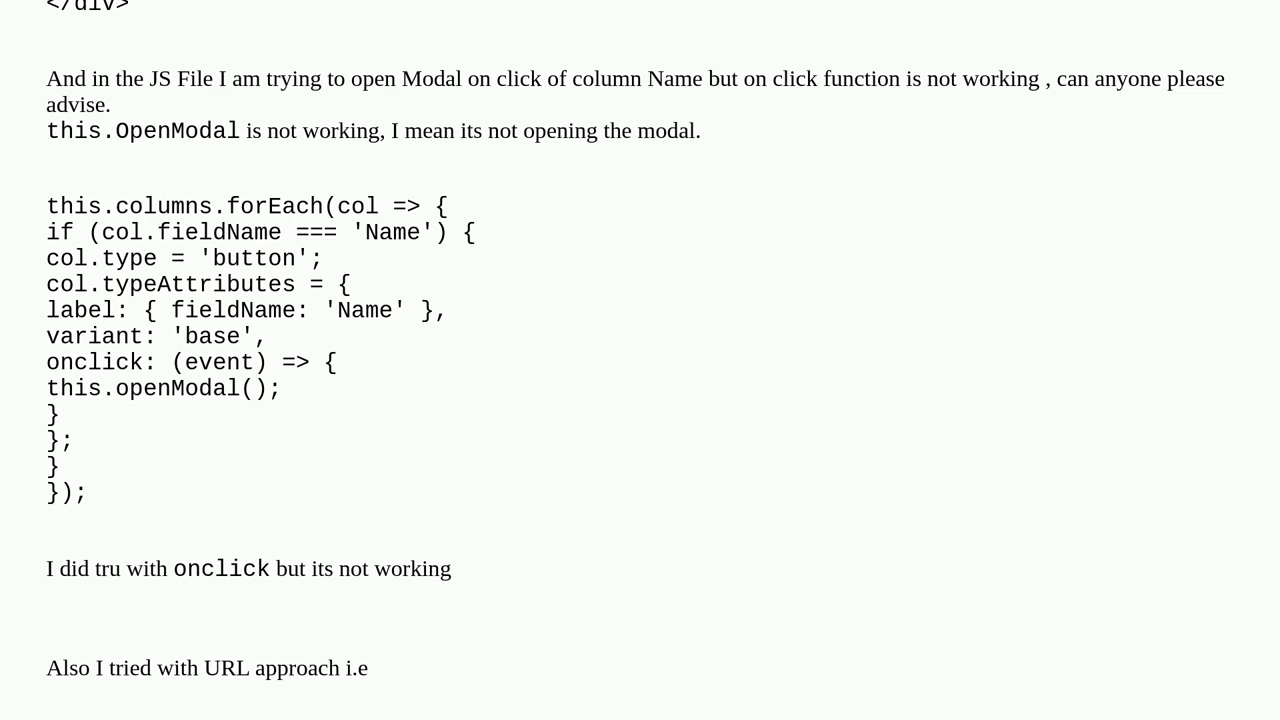 </div>
And in the JS File I am trying to open Modal on click of column Name but on click function is not working , can anyone please
advise.
this.OpenModal is not working, I mean its not opening the modal.
this.columns.forEach(col => {
if (col.fieldName === 'Name') {
col.type = 'button';
col.typeAttributes = {
label: { fieldName: 'Name' },
variant: 'base',
onclick: (event) => {
this.openModal();
}
};
}
});
I did tru with onclick but its not working
Also I tried with URL approach i.e